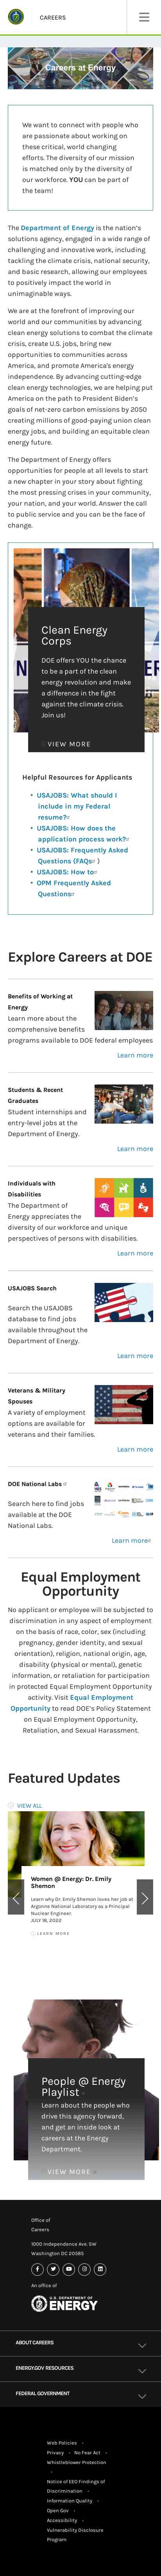 CAREERS
Careers at Energy
We want to connect with people who
are passionate about working on
these critical, world changing
efforts. The diversity of our mission
is matched only by the diversity of
our workforce. YOU can be part of
the team!
The Department of Energy is the nation's
solutions agency, engaged in a wide range of
challenging and innovative work, including
tackling the climate crisis, national security,
and basic research, allowing our employees
to positively impact the world in
unimaginable ways.
We are at the forefront of improving our
world and communities by advancing
clean energy solutions to combat the climate
crisis, create U.S. jobs, bring new
opportunities to communities across
America, and promote America's energy
independence. By advancing cutting-edge
clean energy technologies, we are helping put
America on the path to President Biden's
goals of net-zero carbon emissions by 2050
creating millions of good-paying union clean
energy jobs, and building an equitable clean
energy future.
The Department of Energy offers
opportunities for people at all levels to start
a new chapter in your story about fighting the
most pressing crises in your community, your
nation, and your world. Answer their call
to public service and you can be the force of
change.
Clean Energy
Corps
DOE offers YOU the chance
to be a part of the clean
energy revolution and make
a difference in the fight
against the climate crisis.
Join us!
VIEW MORE
Helpful Resources for Applicants
• USAJOBS: What should I
include in my Federal
resume?
• USAJOBS: How does the
application process work?
• USAJOBS: Frequently Asked
Questions (FAQs )
• USAJOBS: How to
• OPM Frequently Asked
Questions
Explore Careers at DOE
Benefits of Working at
Energy
Learn more about the
comprehensive benefits
programs available to DOE federal employees
Learn more
Students & Recent
Graduates
Student internships and
entry-level jobs at the
Department of Energy.
Learn more
Individuals with
Disibilities
The Department of
Energy appreciates the
diversity of our workforce and unique
perspectives of persons with disabilities.
Learn more
USAJOBS Search
Search the USAJOBS
database to find jobs
available throughout the
Department of Energy.
Learn more
Veterans & Military
Spouses
A variety of employment
options are available for
veterans and their families.
Learn more
DOE National Labs
Search here to find jobs
available at the DOE
National Labs.
Learn more
Equal Employment
Opportunity
No applicant or employee will be subjected to
discrimination in any aspect of employment
on the basis of race, color, sex (including
pregnancy, gender identity, and sexual
orientation), religion, national origin, age,
disability (physical or mental), genetic
information, or retaliation for participation
in protected Equal Employment Opportunity
activity. Visit Equal Employment
Opportunity to read DOE's Policy Statement
on Equal Employment Opportunity,
Retaliation, and Sexual Harassment.
Featured Updates
VIEW ALL
Women @ Energy: Dr. Emily
Shemon
Learn why Dr. Emily Shemon loves her job at
Argonne National Laboratory as a Principal
Nuclear Engineer.
JULY 18, 2022
LEARN MORE
People @ Energy
Playlist
Learn about the people who
drive this agency forward,
and get an inside look at
careers at the Energy
Department.
VIEW MORE
Office of
Careers
1000 Independence Ave. SW
Washington DC 20585
An office of
U.S. DEPARTMENT OF
ENERGY
ABOUT CAREERS
ENERGY.GOV RESOURCES
FEDERAL GOVERNMENT
Web Policies •
Privacy • No Fear Act •
Whistleblower Protection
•
Notice of EEO Findings of
Discrimination •
Information Quality •
Open Gov •
Accessibility •
Vulnerability Disclosure
Program